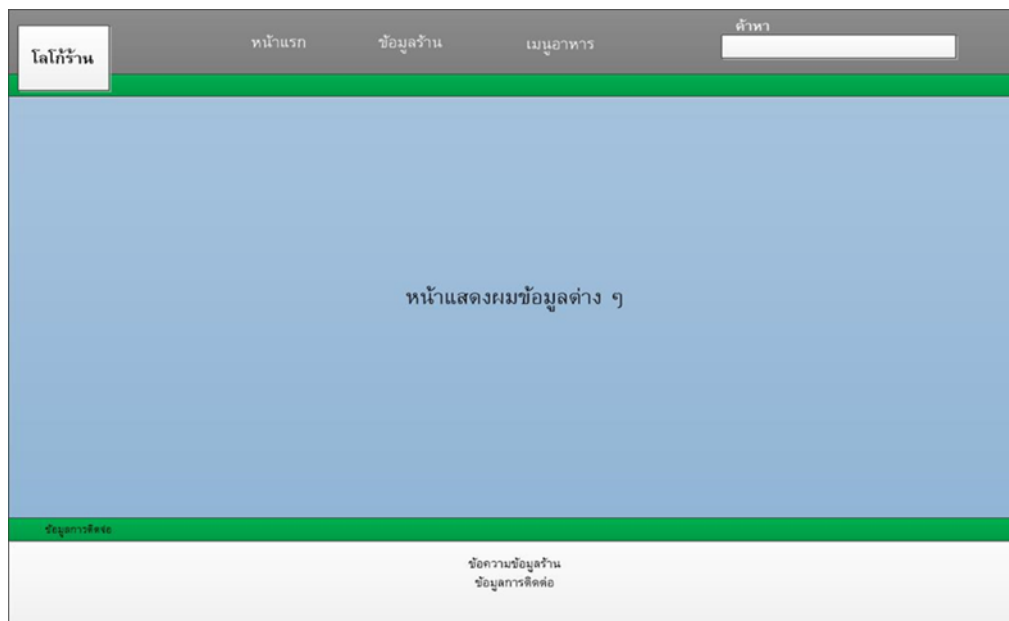 โลโก้ร้าน
หน้าแรก
ข้อมูลร้าน
เมนูอาหาร
ค้าหา
หน้าแสดงผมข้อมูลต่าง ๆ
ข้อมูลการติดต่อ
ข้อความข้อมูลร้าน
ข้อมูลการติดต่อ